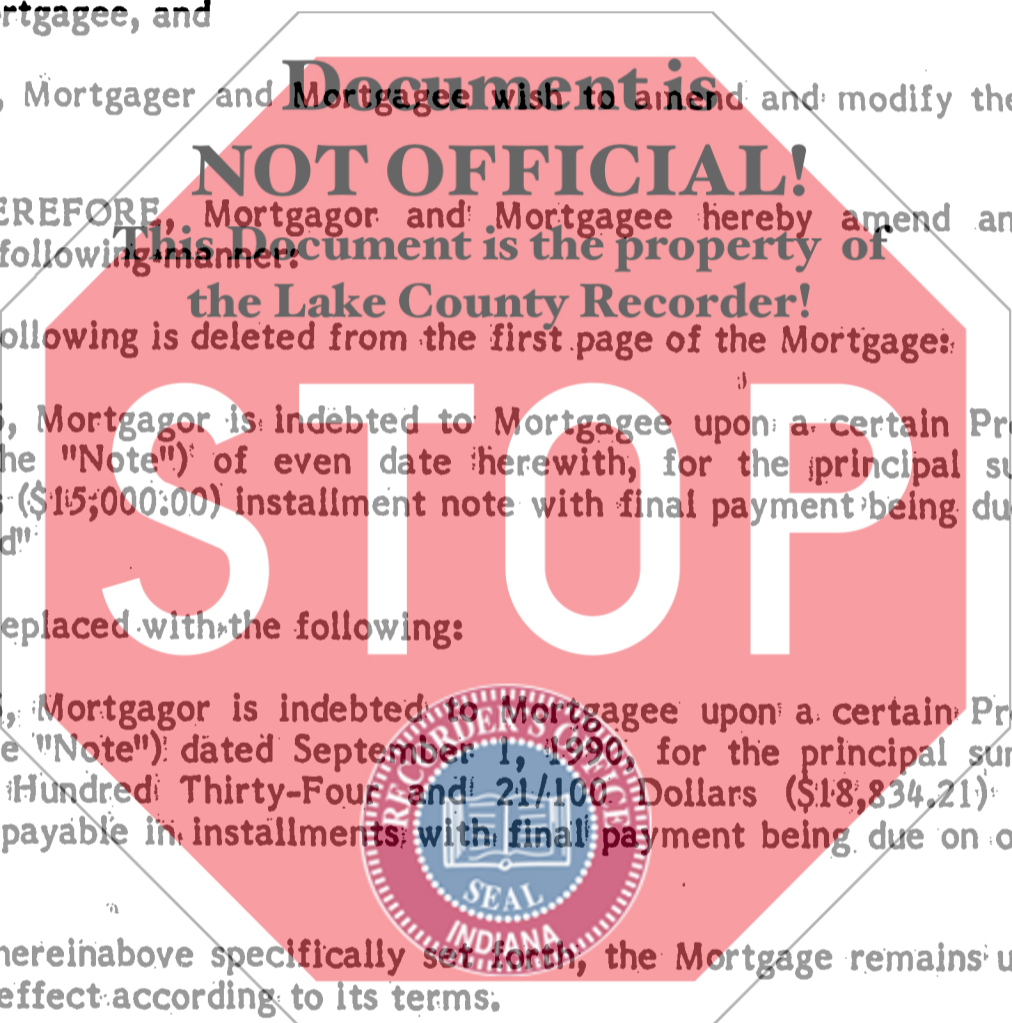 rtgagee, and
Document is
, Mortgager and Mortgagee wish to amend and modify the
NOT OFFICIAL!
EREFORE, Mortgagor and Mortgagee hereby amend an
This Document is the property of
following manner:
the Lake County Recorder!
ollowing is deleted from the first page of the Mortgage:
STOP
, Mortgagor is indebted to Mortgagee upon a certain Pr
he "Note") of even date herewith, for the principal su
($15,000.00) installment note with final payment being du
d"
eplaced with the following:
, Mortgagor is indebted to Mortgagee upon a certain Pr
e "Note") dated September 1, 1990, for the principal sum
Hundred Thirty-Four and 21/100 Dollars ($18,834.21)
payable in installments with final payment being due on o
RECORDER'S OFFICE
SEAL
INDIANA
hereinabove specifically set forth, the Mortgage remains u
effect according to its terms.